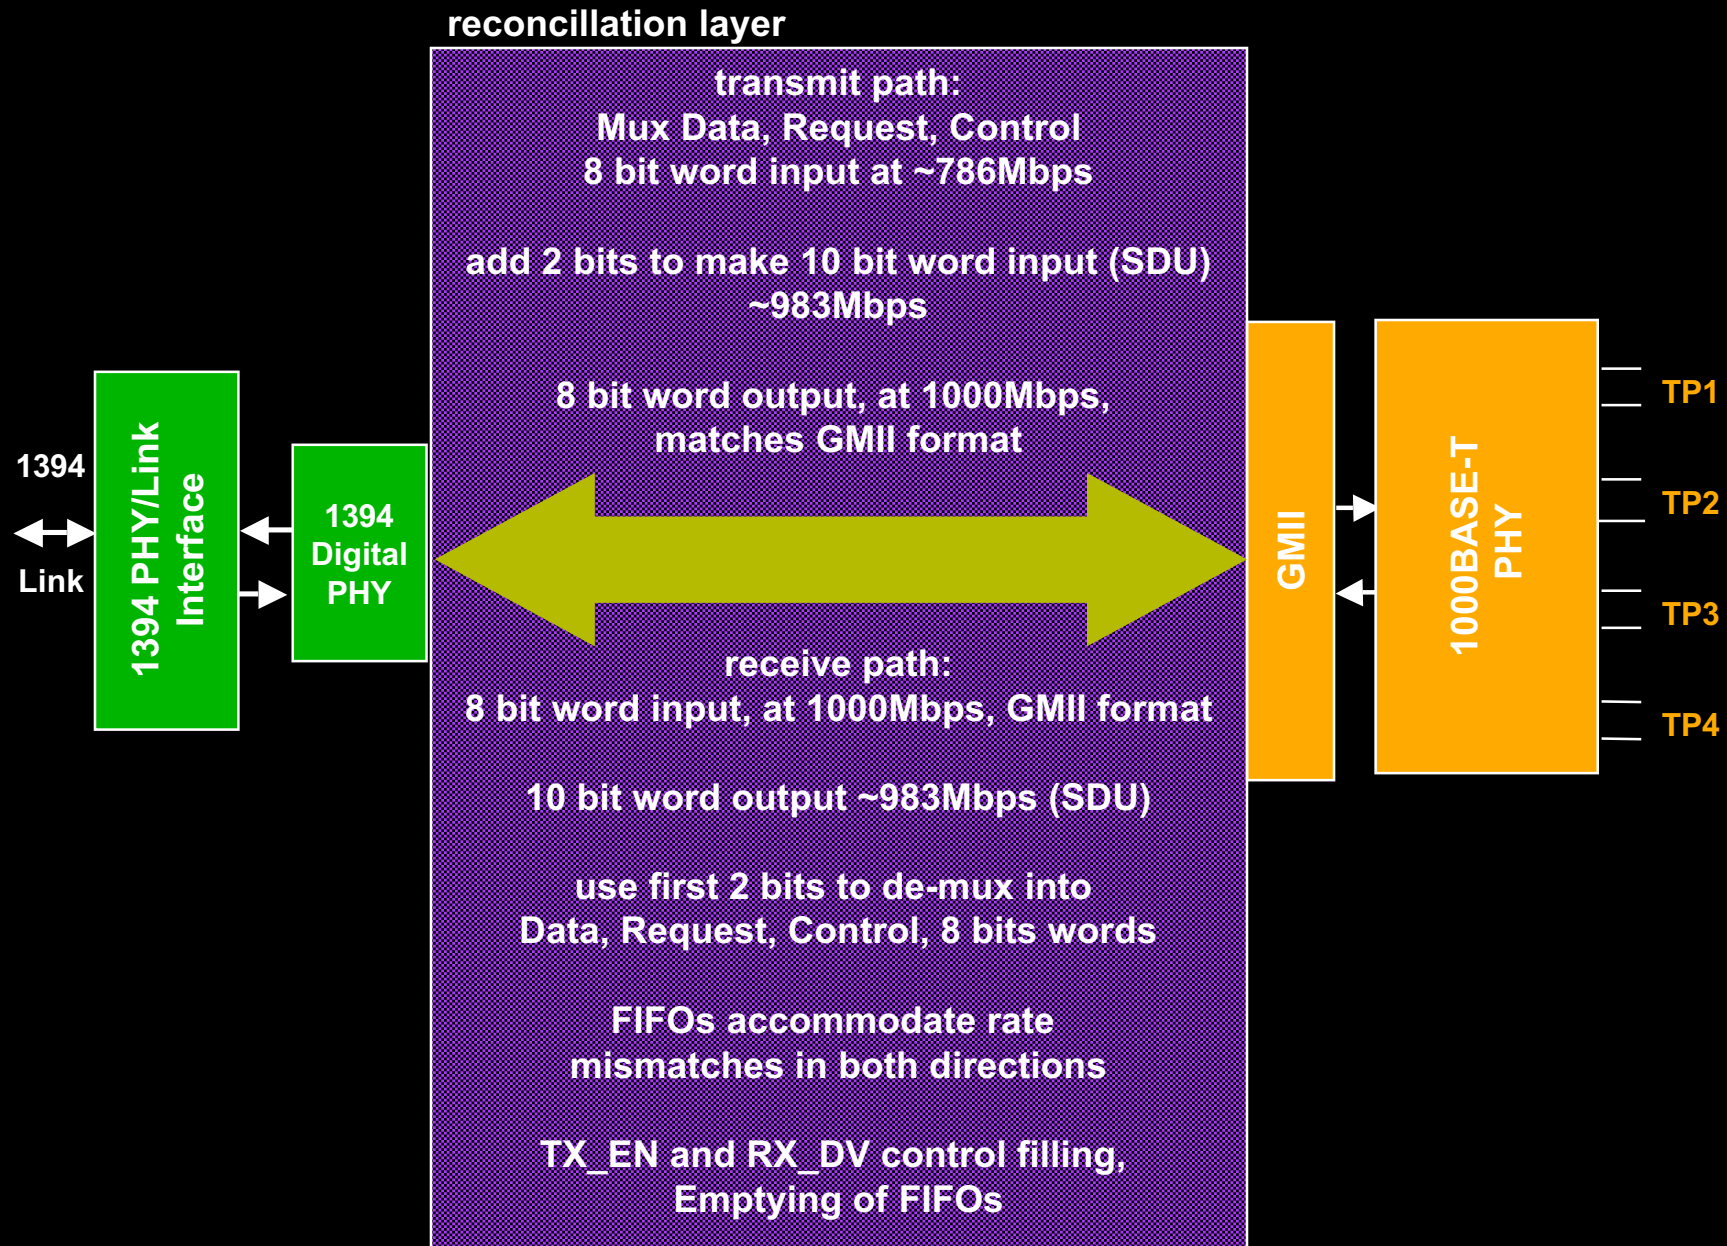 reconcillation layer
transmit path:
Mux Data, Request, Control
8 bit word input at ~786Mbps
add 2 bits to make 10 bit word input (SDU)
~983Mbps
8 bit word output, at 1000Mbps,
matches GMII format
1394
Link
1394 PHY/Link
Interface
1394
Digital
PHY
GMII
1000BASE-T
PHY
TP1
TP2
TP3
TP4
receive path:
8 bit word input, at 1000Mbps, GMII format
10 bit word output ~983Mbps (SDU)
use first 2 bits to de-mux into
Data, Request, Control, 8 bits words
FIFOs accommodate rate
mismatches in both directions
TX_EN and RX_DV control filling,
Emptying of FIFOs